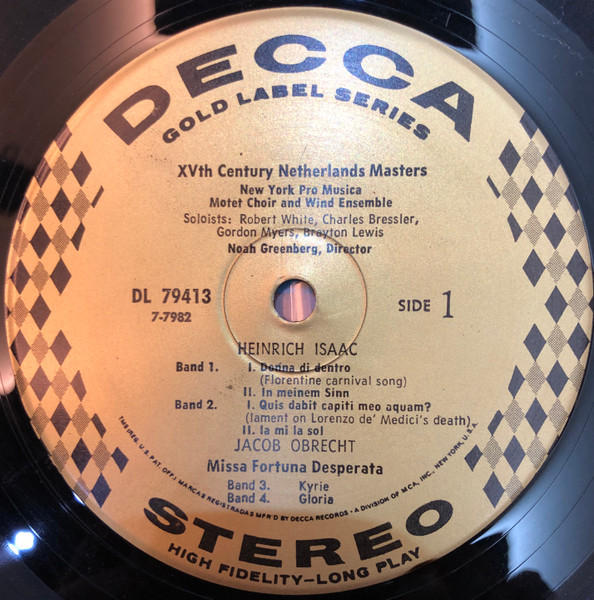 DECCA
GOLD LABEL SERIES
XVth Century Netherlands Masters
New York Pro Musica
Motet Choir and Wind Ensemble
Soloists: Robert White, Charles Bressler,
Gordon Myers, Brayton Lewis
Noah Greenberg, Director
DL 79413
7-7982
SIDE 1
HEINRICH ISAAC
Band 1. I. Donna di dentro
(Florentine carnival song)
II. In meinem Sinn
Band 2. I. Quis dabit capiti meo aquam?
(lament on Lorenzo de' Medici's death)
II. la mi la sol
JACOB OBRECHT
Missa Fortuna Desperata
Band 3. Kyrie
Band 4. Gloria
U.S. PAT. OFF. MARCAS REGISTRADAS MFR'D BY DECCA RECORDS • A DIVISION OF MCA, INC., NEW YORK, U.S.A.
STEREO
HIGH FIDELITY—LONG PLAY